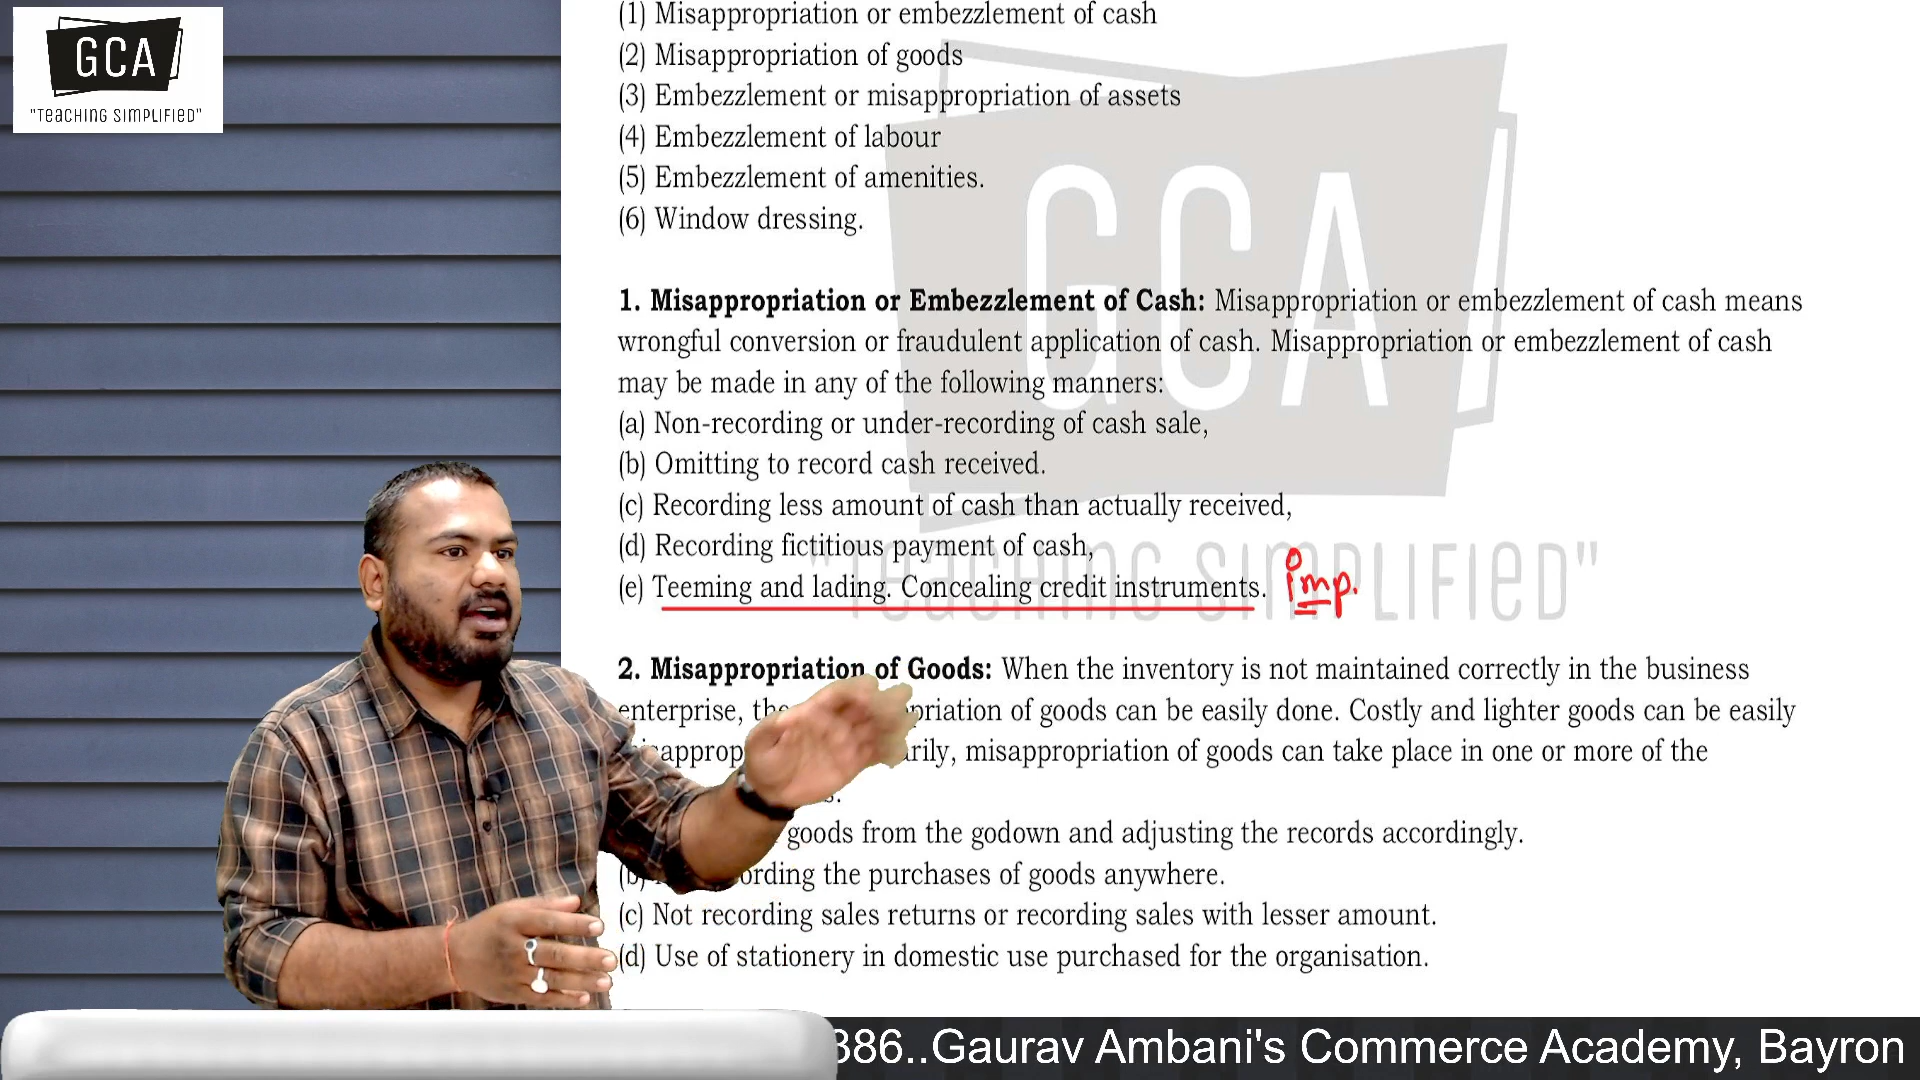 GCA
"TEACHING SIMPLIFIED"
(1) Misappropriation or embezzlement of cash
(2) Misappropriation of goods
(3) Embezzlement or misappropriation of assets
(4) Embezzlement of labour
(5) Embezzlement of amenities.
(6) Window dressing.
GCA
"TEACHING SIMPLIFIED"
1. Misappropriation or Embezzlement of Cash: Misappropriation or embezzlement of cash means
wrongful conversion or fraudulent application of cash. Misappropriation or embezzlement of cash
may be made in any of the following manners:
(a) Non-recording or under-recording of cash sale,
(b) Omitting to record cash received.
(c) Recording less amount of cash than actually received,
(d) Recording fictitious payment of cash,
(e) Teeming and lading. Concealing credit instruments. imp.
2. Misappropriation of Goods: When the inventory is not maintained correctly in the business
enterprise, priation of goods can be easily done. Costly and lighter goods can be easily
misappropation of goods can take place in one or more of the
goods from the godown and adjusting the records accordingly.
(b) the purchases of goods anywhere.
(c) Not recording sales returns or recording sales with lesser amount.
(d) Use of stationery in domestic use purchased for the organisation.
386..Gaurav Ambani's Commerce Academy, Bayron